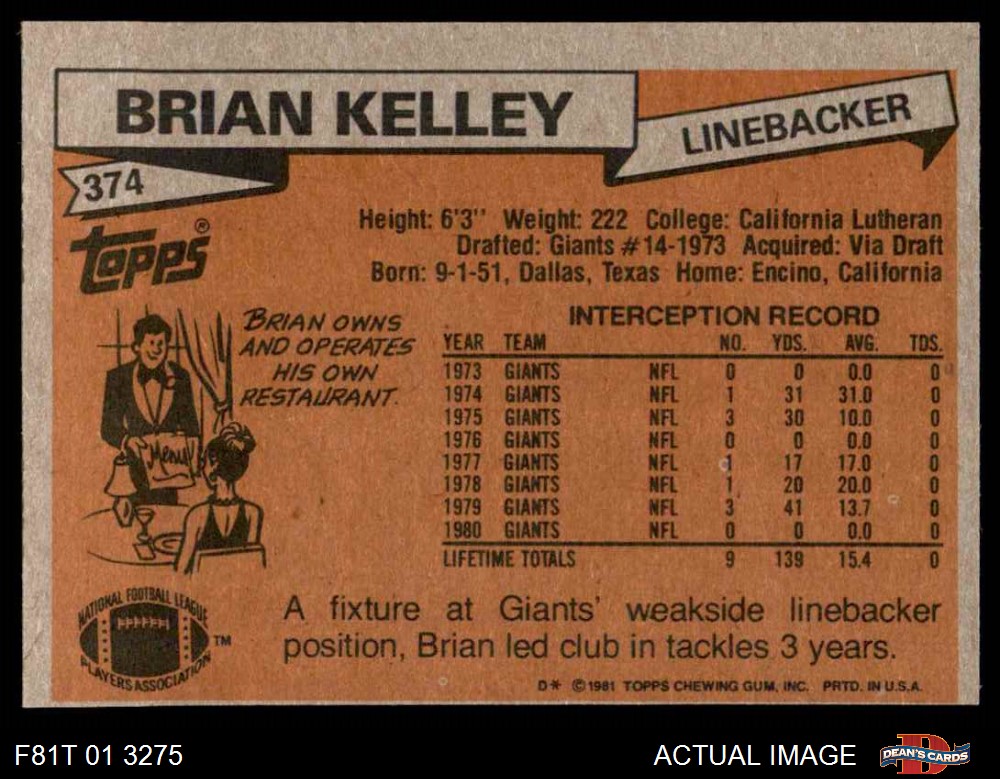 BRIAN KELLEY
LINEBACKER
374
Topps®
Height: 6'3" Weight: 222 College: California Lutheran
Drafted: Giants #14-1973 Acquired: Via Draft
Born: 9-1-51, Dallas, Texas Home: Encino, California
BRIAN OWNS
AND OPERATES
HIS OWN
RESTAURANT.
Menu
INTERCEPTION RECORD
YEAR TEAM NO. YDS. AVG. TDS.
1973 GIANTS NFL 0 0 0.0 0
1974 GIANTS NFL 1 31 31.0 0
1975 GIANTS NFL 3 30 10.0 0
1976 GIANTS NFL 0 0 0.0 0
1977 GIANTS NFL 1 17 17.0 0
1978 GIANTS NFL 1 20 20.0 0
1979 GIANTS NFL 3 41 13.7 0
1980 GIANTS NFL 0 0 0.0 0
LIFETIME TOTALS 9 139 15.4 0
NATIONAL FOOTBALL LEAGUE
PLAYERS ASSOCIATION
TM
A fixture at Giants' weakside linebacker
position, Brian led club in tackles 3 years.
D* ©1981 TOPPS CHEWING GUM, INC. PRTD. IN U.S.A.
F81T 01 3275
ACTUAL IMAGE
D
DEAN'S CARDS